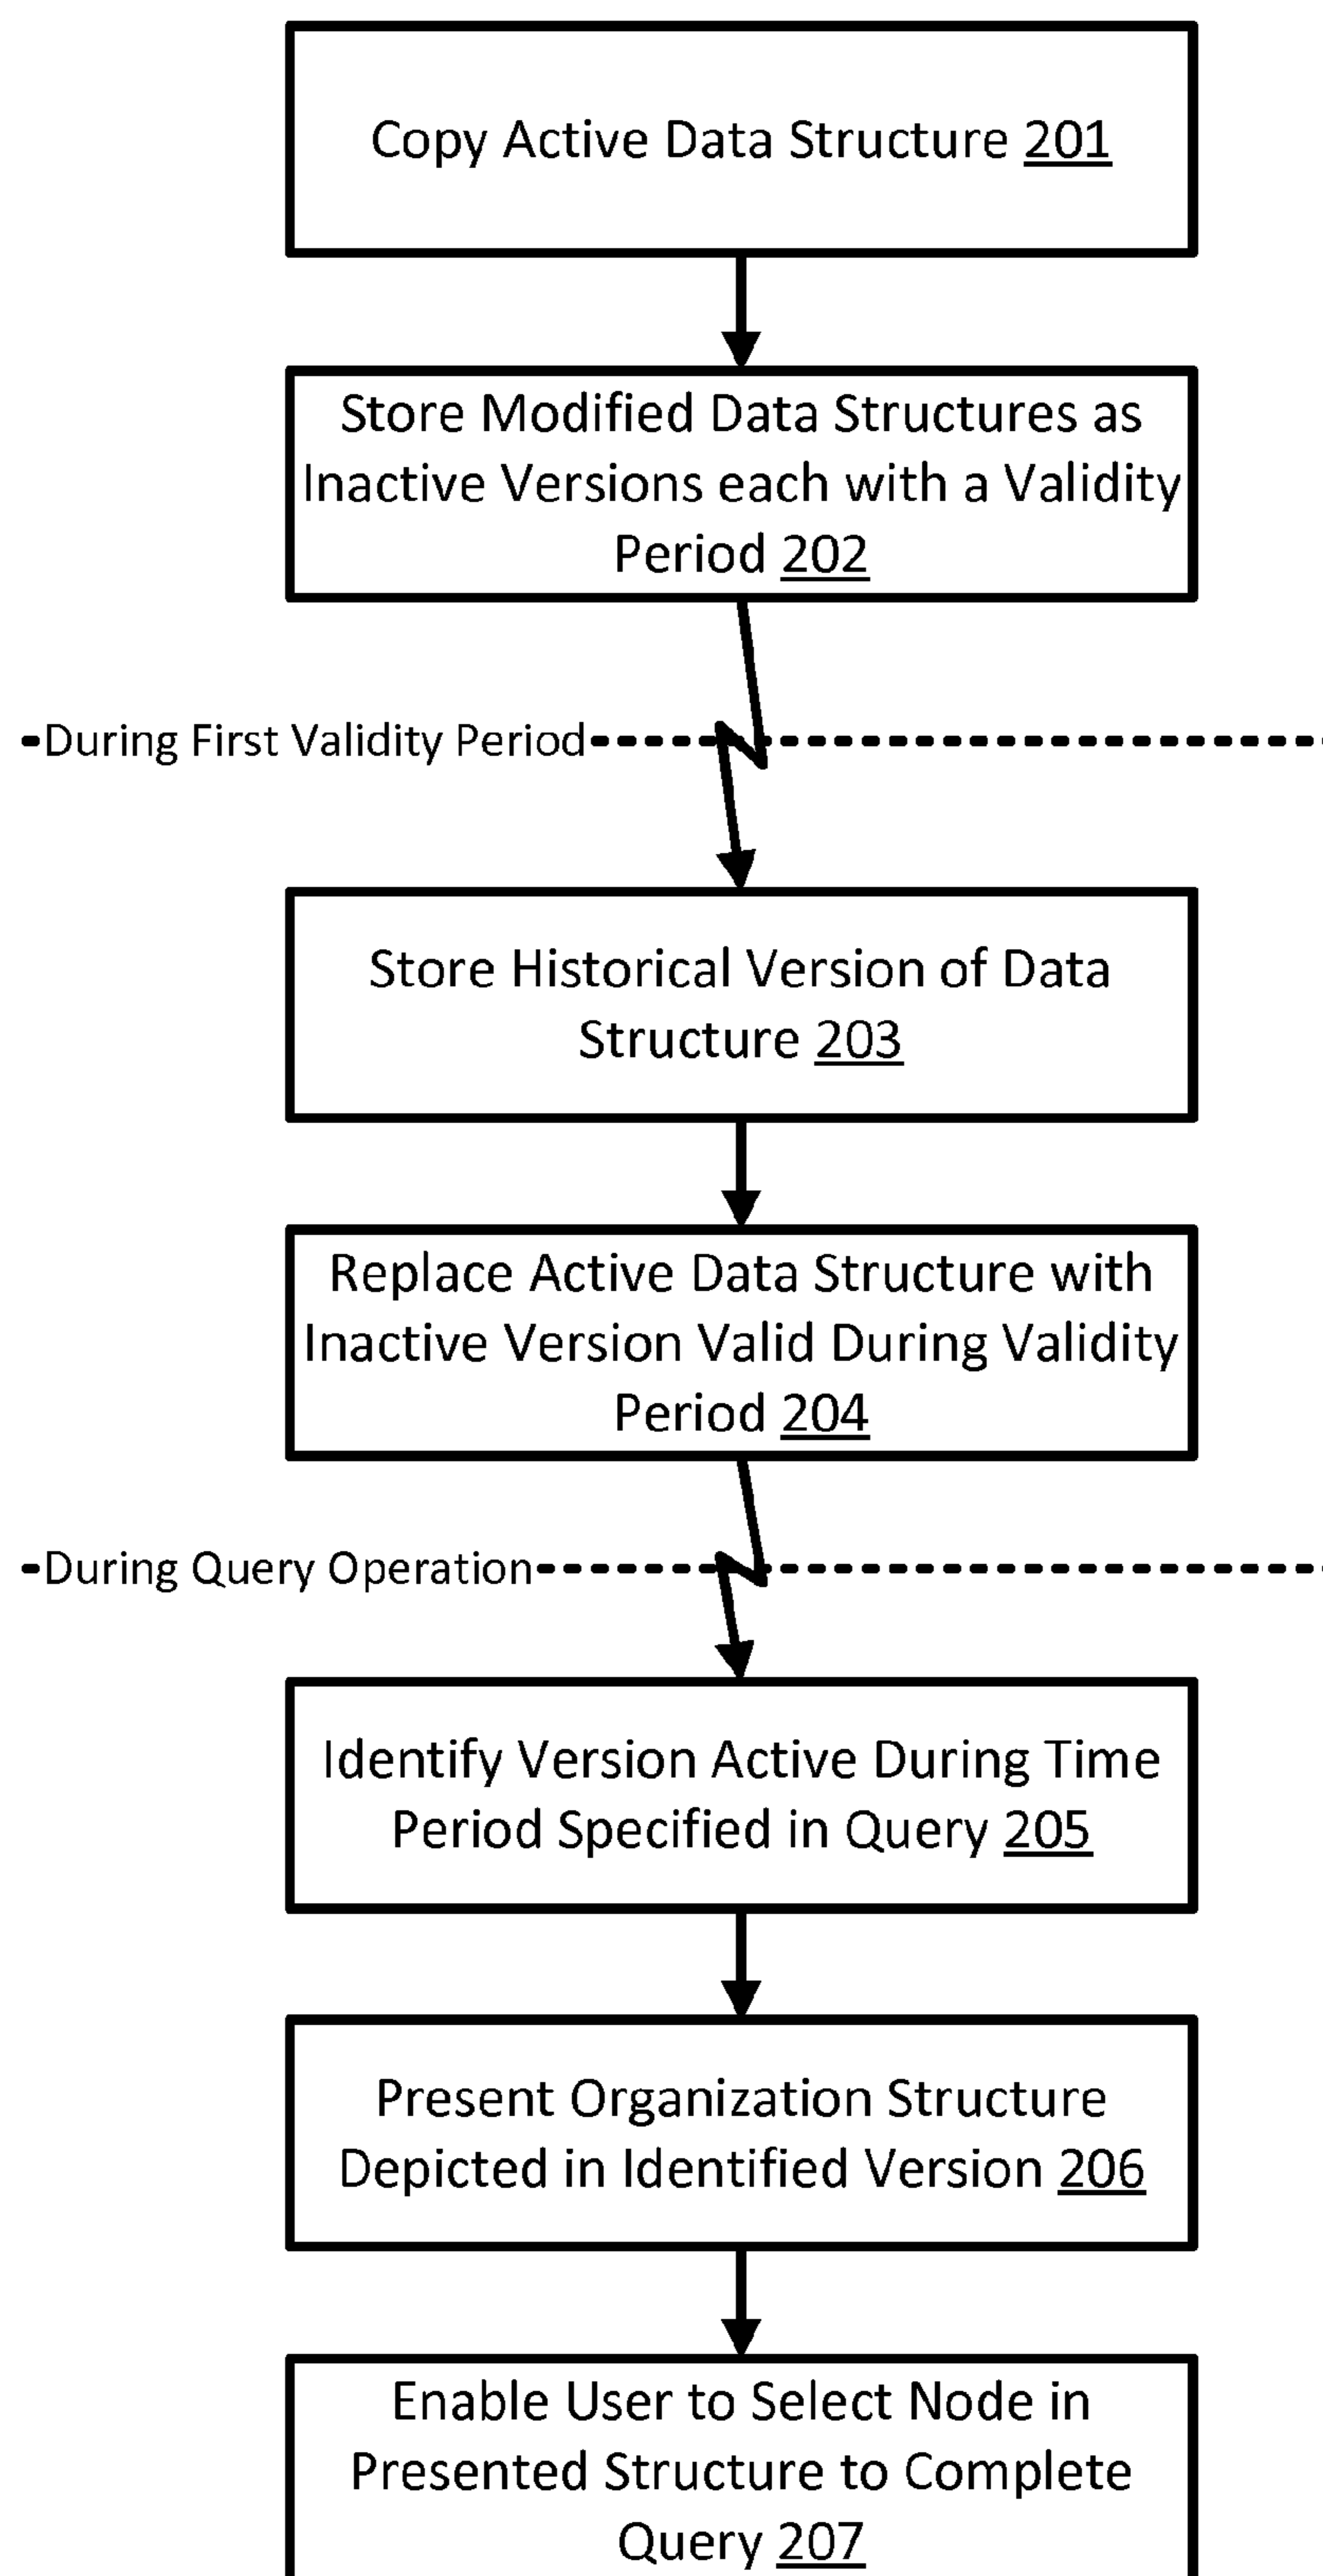 Copy Active Data Structure 201
Store Modified Data Structures as
Inactive Versions each with a Validity
Period 202
During First Validity Period
Store Historical Version of Data
Structure 203
Replace Active Data Structure with
Inactive Version Valid During Validity
Period 204
During Query Operation
Identify Version Active During Time
Period Specified in Query 205
Present Organization Structure
Depicted in Identified Version 206
Enable User to Select Node in
Presented Structure to Complete
Query 207